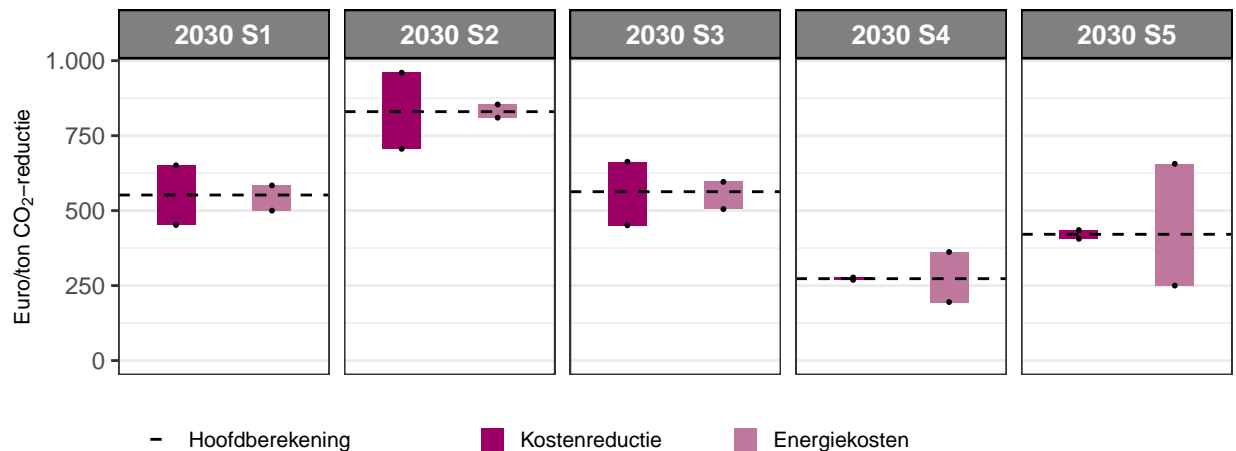 2030 S1 2030 S2 2030 S3 2030 S4 2030 S5
Euro/ton CO₂−reductie
1.000
750
500
250
0
Hoofdberekening Kostenreductie Energiekosten